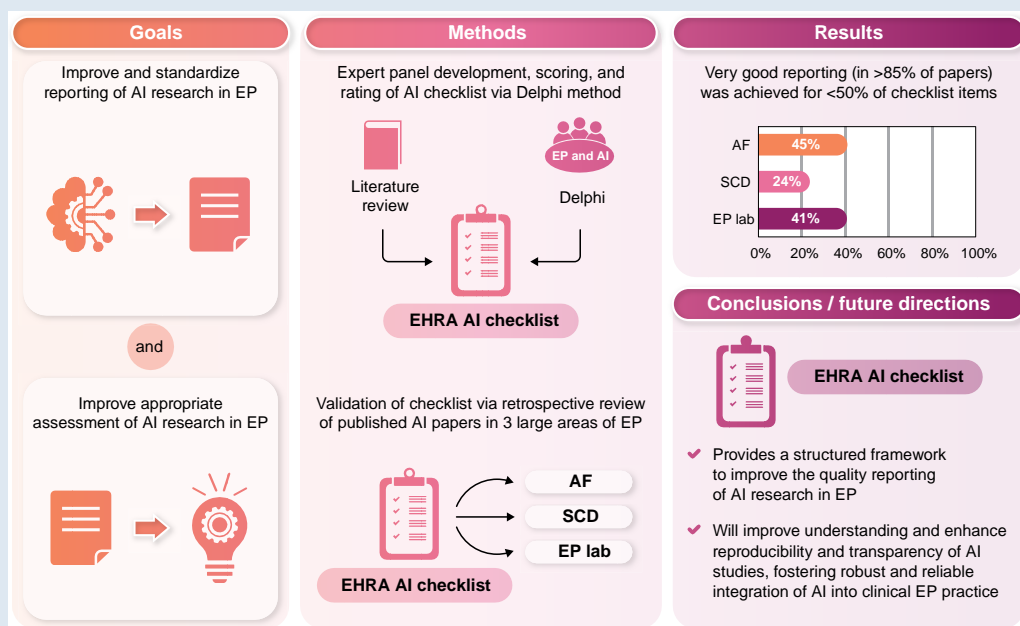 Goals
Improve and standardize
reporting of AI research in EP
and
Improve appropriate
assessment of AI research in EP
Methods
Expert panel development, scoring, and
rating of AI checklist via Delphi method
Literature
review
EP and AI
Delphi
EHRA AI checklist
Validation of checklist via retrospective review
of published AI papers in 3 large areas of EP
AF
SCD
EP lab
EHRA AI checklist
Results
Very good reporting (in >85% of papers)
was achieved for <50% of checklist items
AF 45%
SCD 24%
EP lab 41%
0% 20% 40% 60% 80% 100%
Conclusions / future directions
EHRA AI checklist
Provides a structured framework
to improve the quality reporting
of AI research in EP
Will improve understanding and enhance
reproducibility and transparency of AI
studies, fostering robust and reliable
integration of AI into clinical EP practice